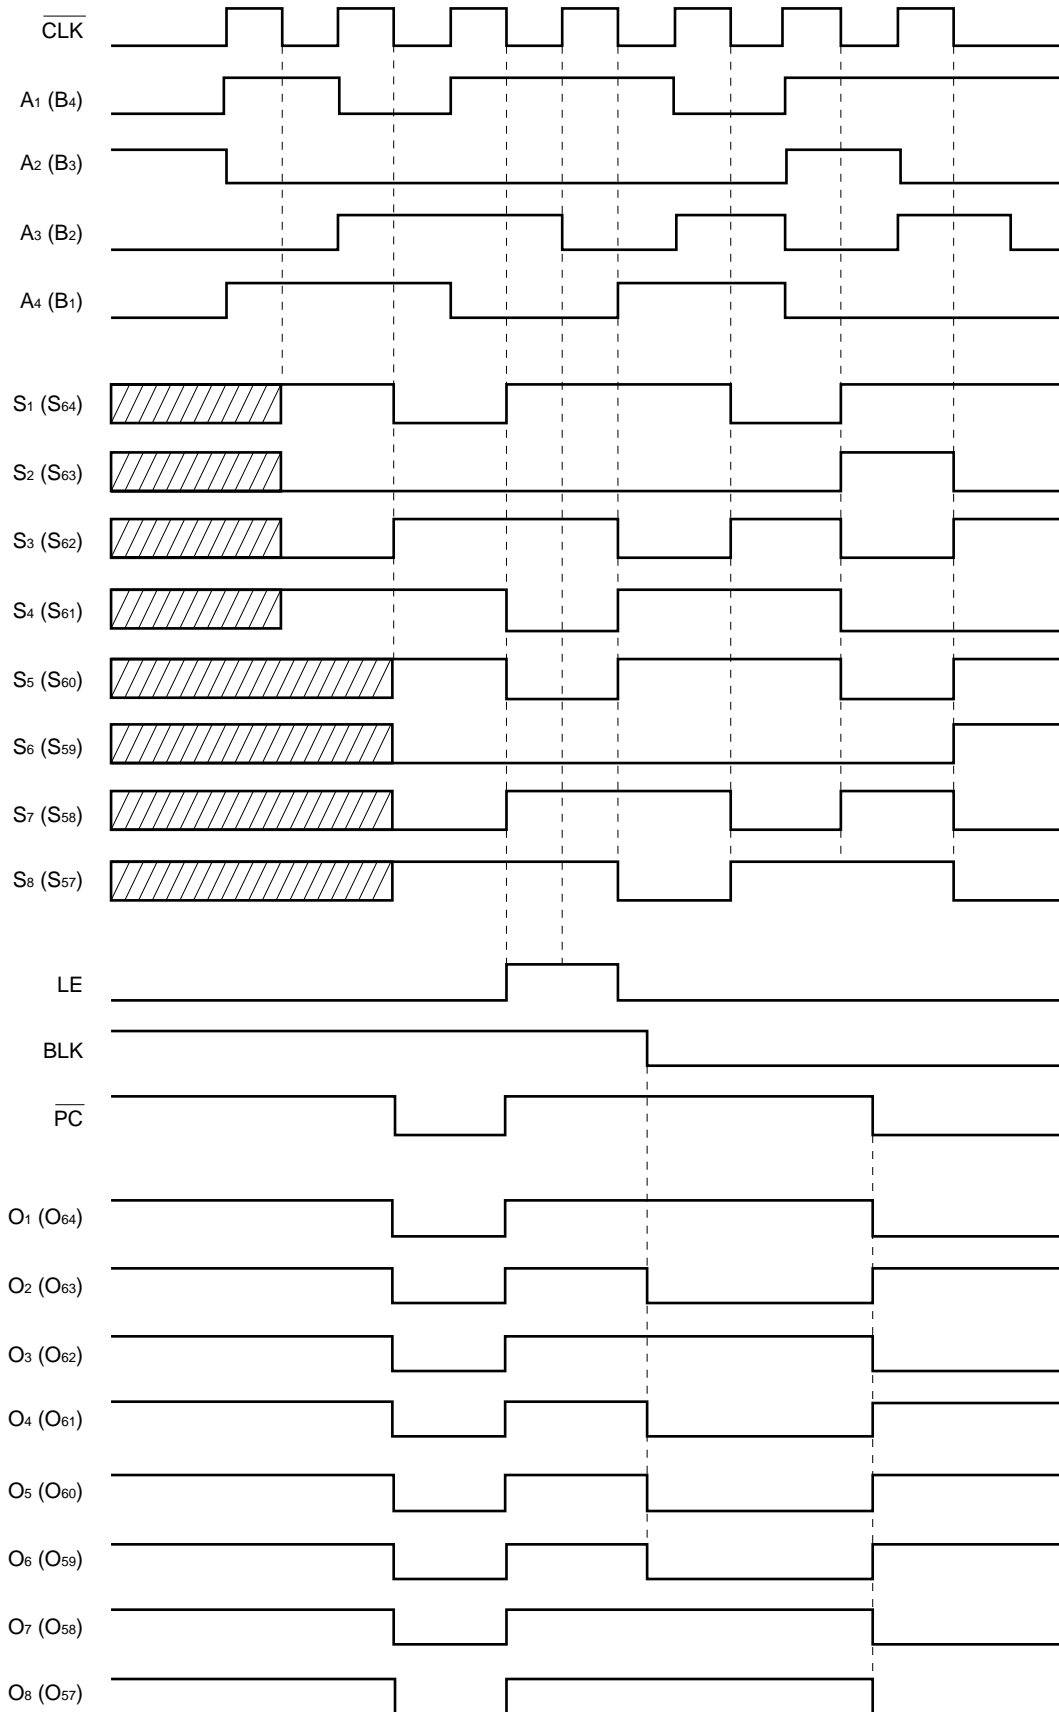 CLK
A1 (B4)
A2 (B3)
A3 (B2)
A4 (B1)
S1 (S64)
S2 (S63)
S3 (S62)
S4 (S61)
S5 (S60)
S6 (S59)
S7 (S58)
S8 (S57)
LE
BLK
PC
O1 (O64)
O2 (O63)
O3 (O62)
O4 (O61)
O5 (O60)
O6 (O59)
O7 (O58)
O8 (O57)